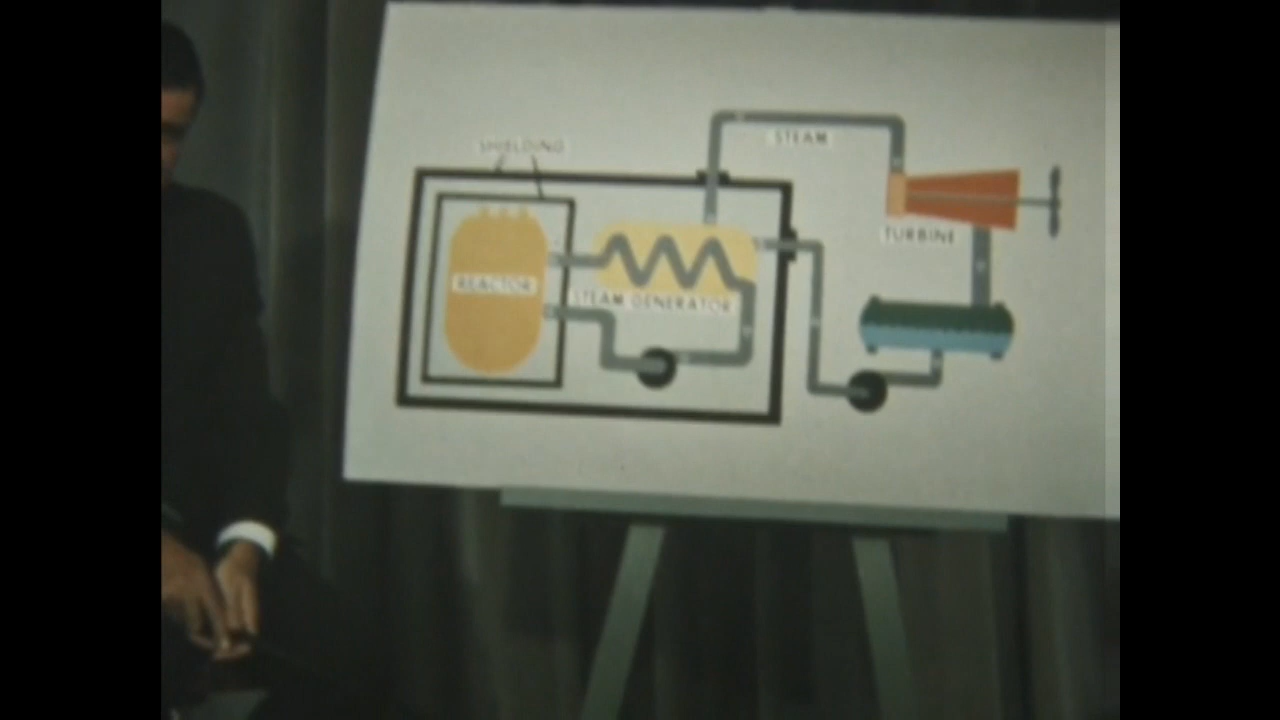 SHIELDING
STEAM
TURBINE
REACTOR
STEAM GENERATOR